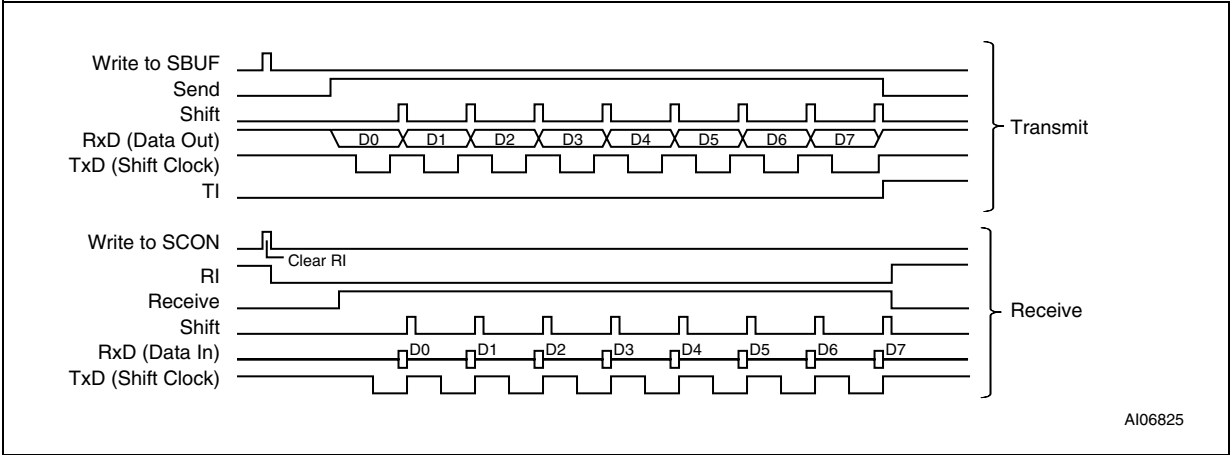 Write to SBUF
Send
Shift
RxD (Data Out) D0 D1 D2 D3 D4 D5 D6 D7
TxD (Shift Clock)
TI
Transmit
Write to SCON
Clear RI
RI
Receive
Shift
RxD (Data In) D0 D1 D2 D3 D4 D5 D6 D7
TxD (Shift Clock)
Receive
AI06825